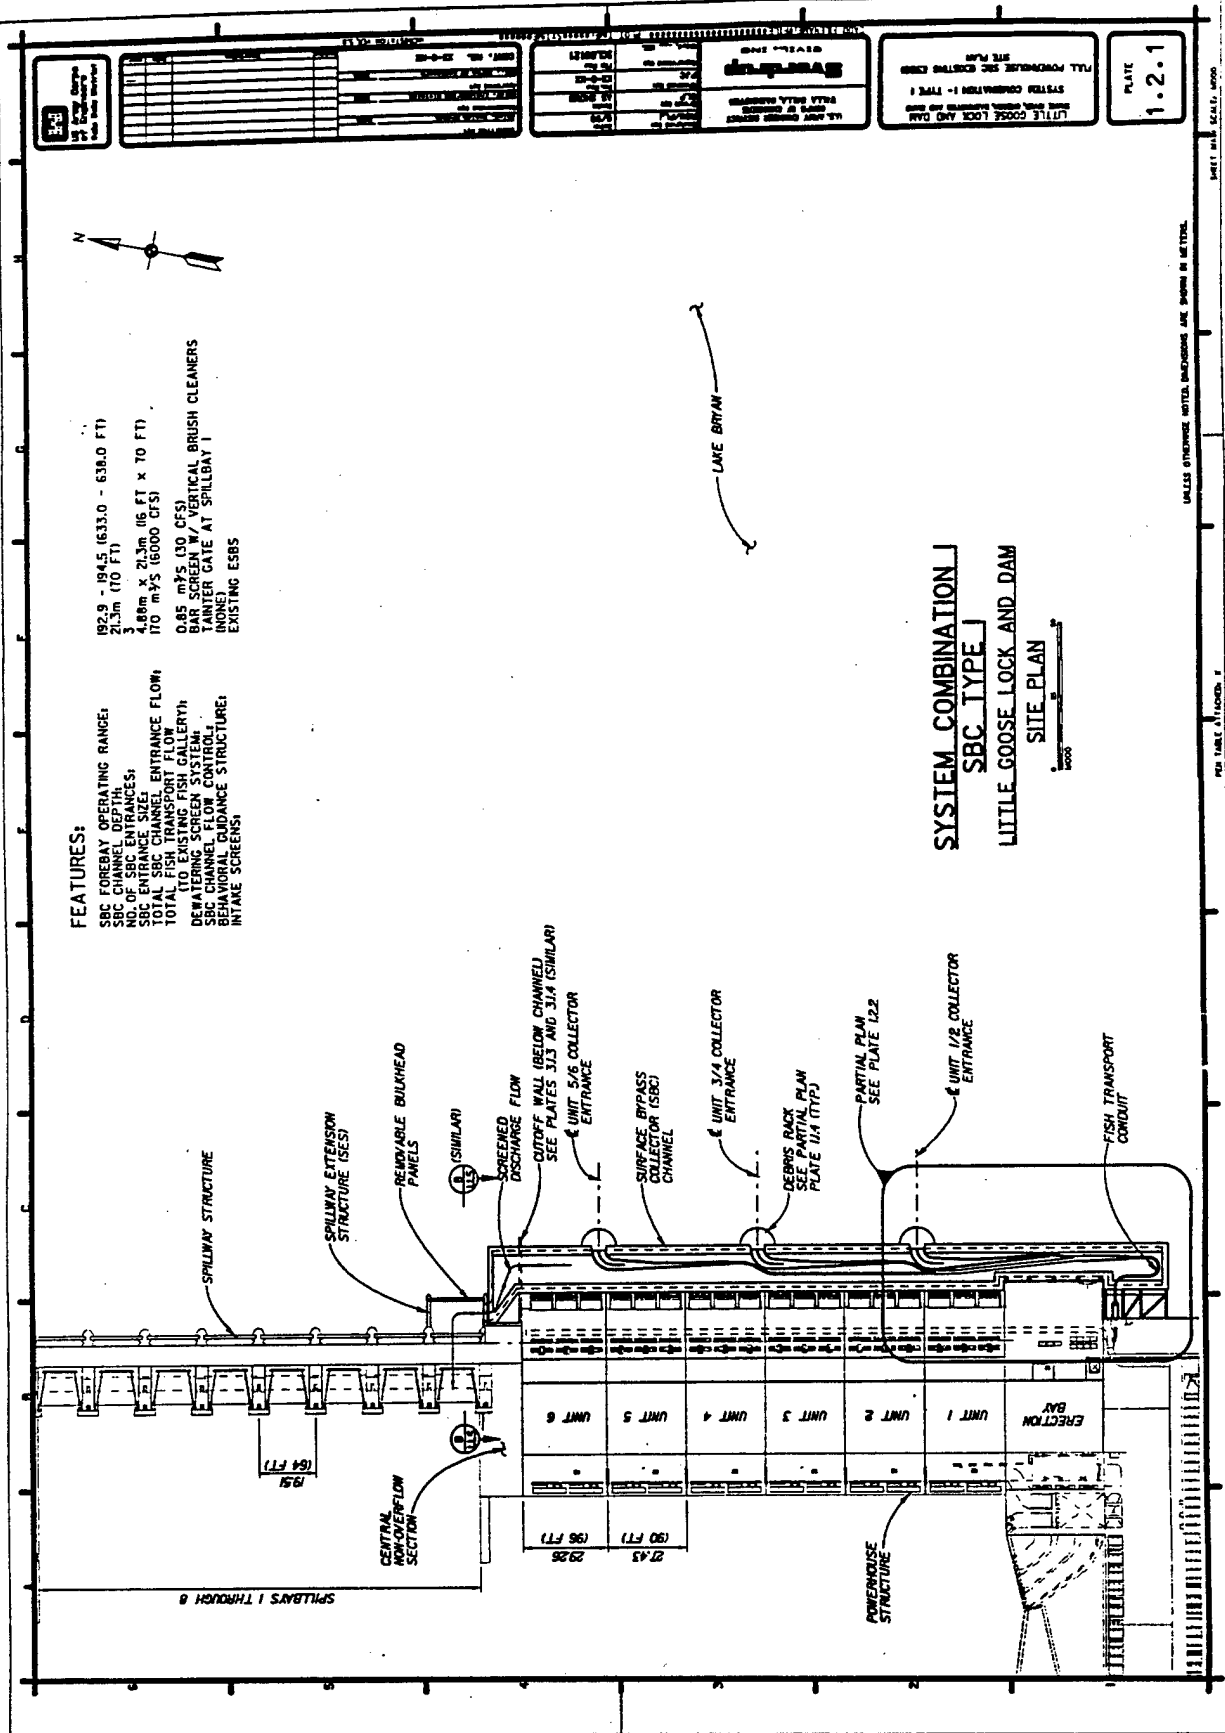 FEATURES:
SBC FOREBAY OPERATING RANGE: 192.9 - 194.5 (633.0 - 638.0 FT)
SBC CHANNEL DEPTH: 21.3m (70 FT)
NO. OF SBC ENTRANCES: 3
SBC ENTRANCE SIZE: 4.88m x 21.3m (16 FT x 70 FT)
TOTAL SBC CHANNEL ENTRANCE FLOW: 170 m³/S (6000 CFS)
TOTAL FISH TRANSPORT FLOW
(TO EXISTING FISH GALLERY): 0.85 m³/S (30 CFS)
DEWATERING SCREEN SYSTEM: BAR SCREEN W/ VERTICAL BRUSH CLEANERS
SBC CHANNEL FLOW CONTROL: TAINTER GATE AT SPILLBAY 1
BEHAVIORAL GUIDANCE STRUCTURE: (NONE)
INTAKE SCREENS: EXISTING ESBS
N
SPILLWAY STRUCTURE
SPILLWAY EXTENSION
STRUCTURE (SES)
REMOVABLE BULKHEAD
PANELS
(SIMILAR)
SCREENED
DISCHARGE FLOW
CUTOFF WALL (BELOW CHANNEL)
SEE PLATES 3.1.3 AND 3.1.4 (SIMILAR)
℄ UNIT 5/6 COLLECTOR
ENTRANCE
SURFACE BYPASS
COLLECTOR (SBC)
CHANNEL
℄ UNIT 3/4 COLLECTOR
ENTRANCE
DEBRIS RACK
SEE PARTIAL PLAN
PLATE 1.1.4 (TYP.)
PARTIAL PLAN
SEE PLATE 1.2.2
℄ UNIT 1/2 COLLECTOR
ENTRANCE
FISH TRANSPORT
CONDUIT
LAKE BRYAN
19.51
(64 FT)
CENTRAL
NON-OVERFLOW
SECTION
SPILLBAYS 1 THROUGH 8
UNIT 6
UNIT 5
UNIT 4
UNIT 3
UNIT 2
UNIT 1
ERECTION
BAY
29.26
(96 FT)
27.43
(90 FT)
POWERHOUSE
STRUCTURE
SYSTEM COMBINATION 1
SBC TYPE 1
LITTLE GOOSE LOCK AND DAM
SITE PLAN
UNLESS OTHERWISE NOTED, DIMENSIONS ARE SHOWN IN METERS.
US Army Corps
of Engineers
Walla Walla District
Sverdrup
CIVIL, INC
LITTLE GOOSE LOCK AND DAM
SYSTEM COMBINATION 1- TYPE 1
SITE PLAN
PLATE
1.2.1